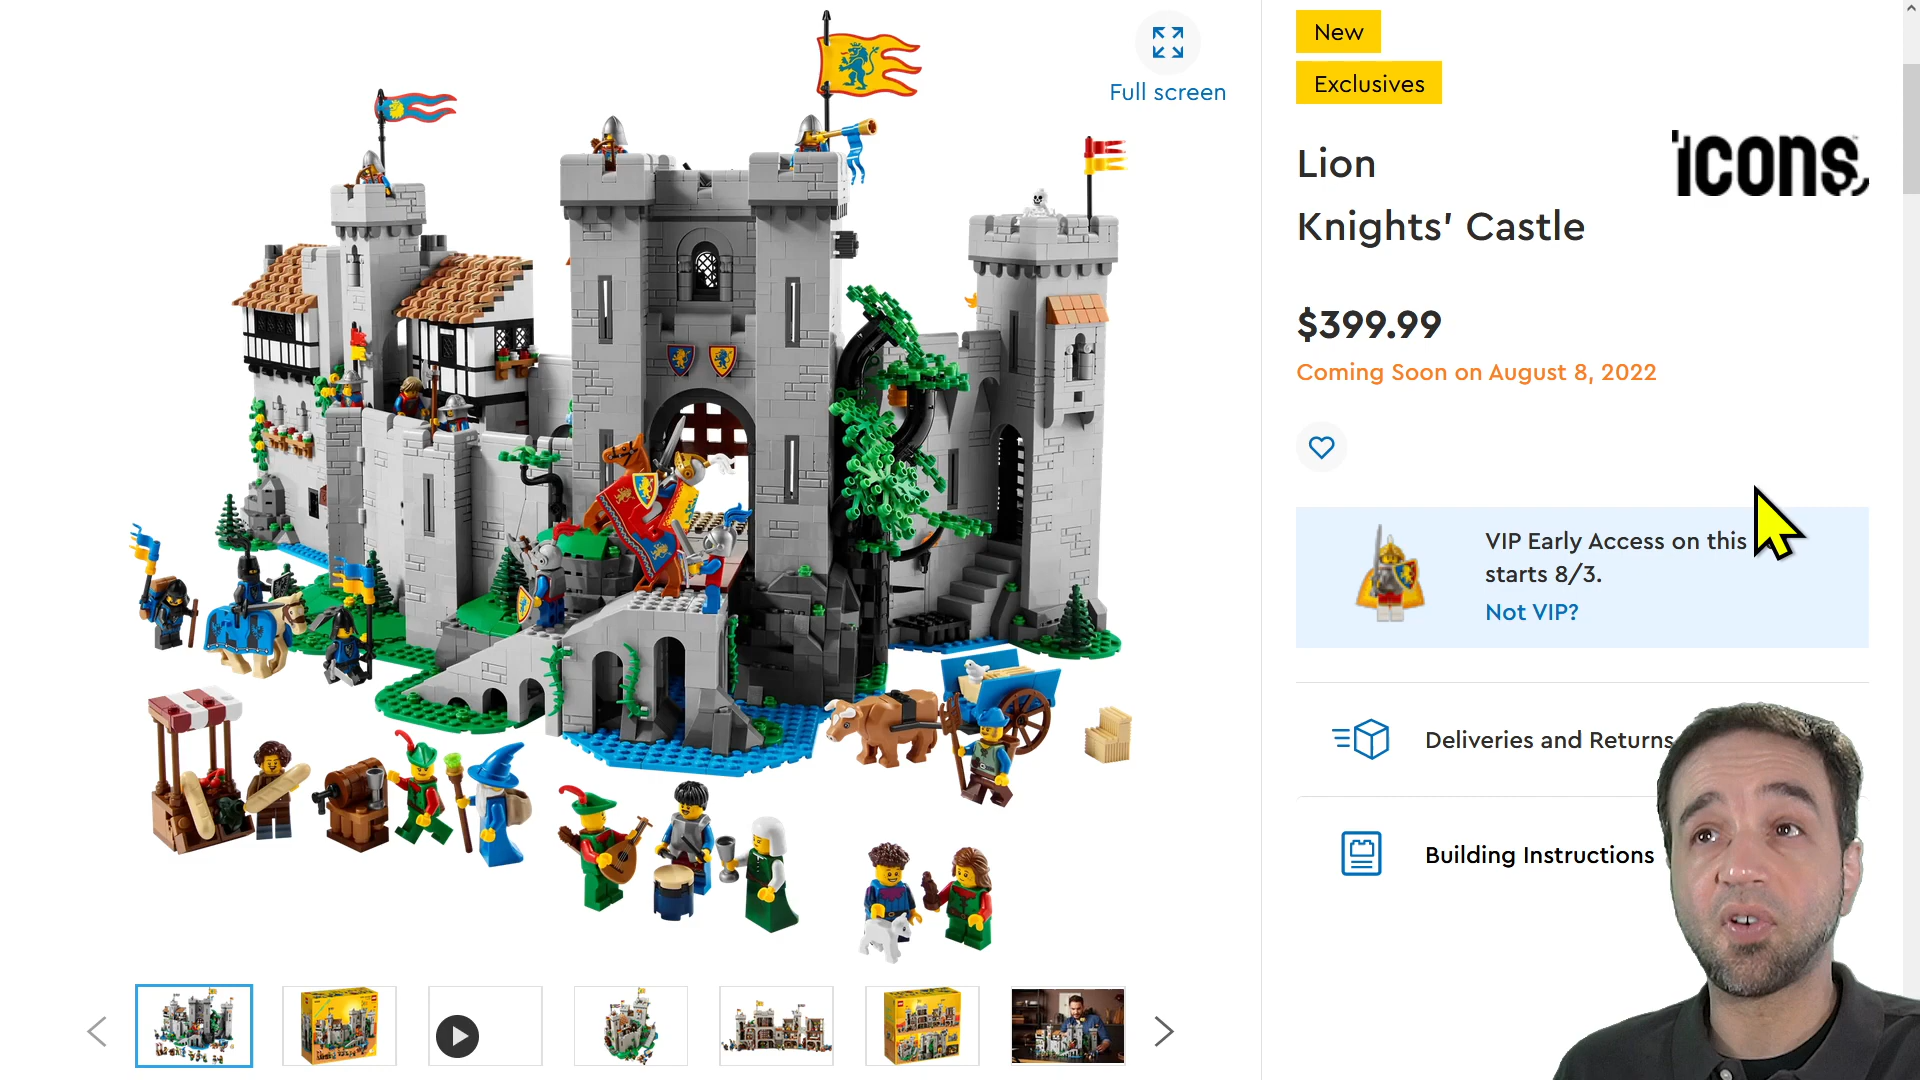 Full screen
New
Exclusives
icons
Lion
Knights' Castle
$399.99
Coming Soon on August 8, 2022
VIP Early Access on this
starts 8/3.
Not VIP?
Deliveries and Returns
Building Instructions